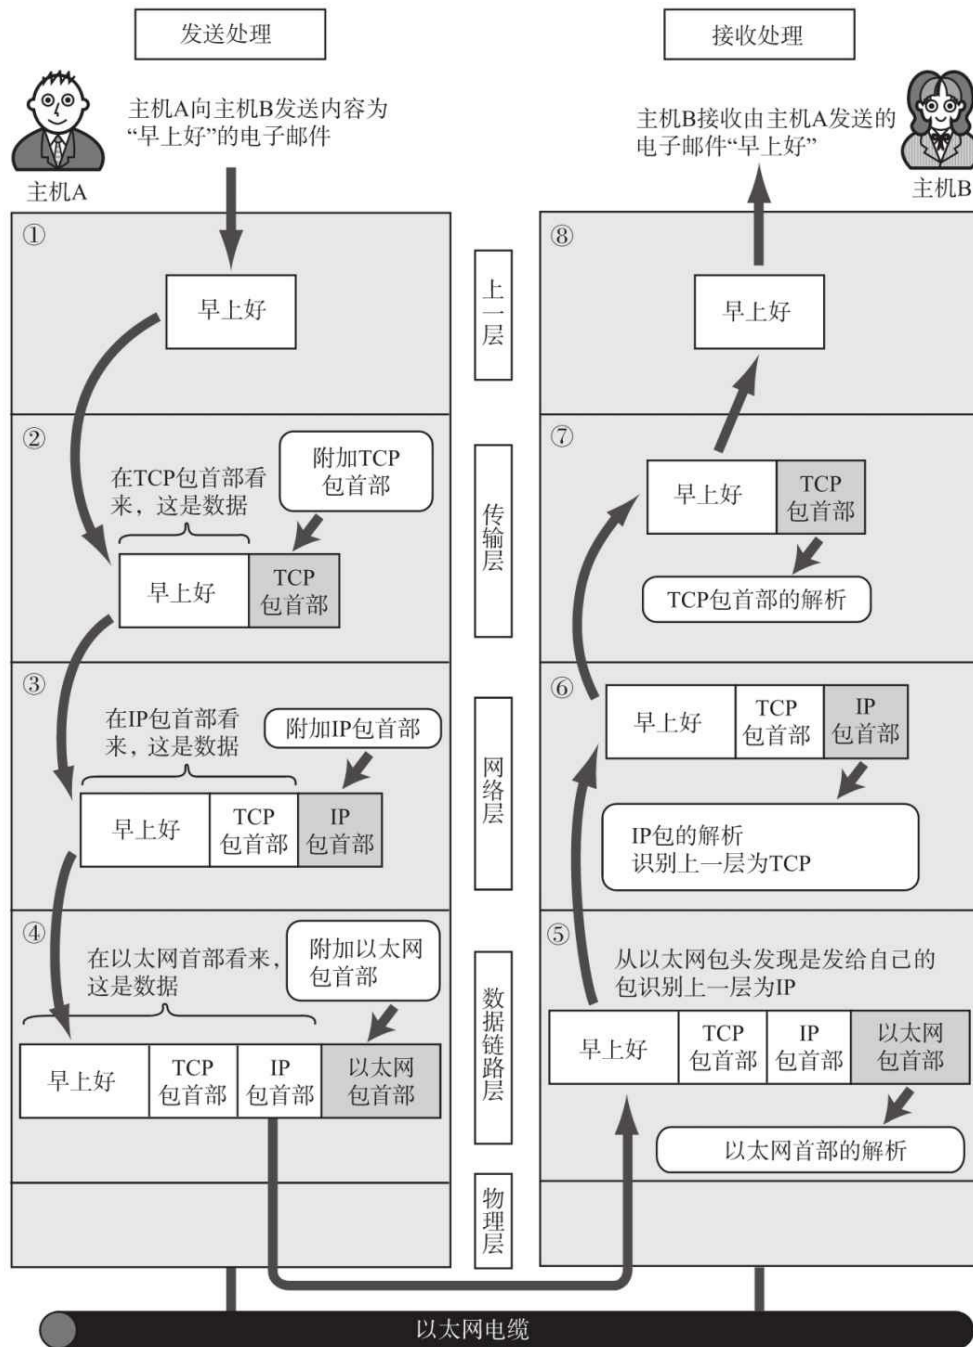 发送处理
接收处理
主机A向主机B发送内容为
“早上好”的电子邮件
主机A
主机B接收由主机A发送的
电子邮件“早上好”
主机B
①
早上好
上一层
⑧
早上好
②
在TCP包首部看
来，这是数据
附加TCP
包首部
早上好
TCP
包首部
传输层
⑦
早上好
TCP
包首部
TCP包首部的解析
③
在IP包首部看
来，这是数据
附加IP包首部
早上好
TCP
包首部
IP
包首部
网络层
⑥
早上好
TCP
包首部
IP
包首部
IP包的解析
识别上一层为TCP
④
在以太网首部看来，
这是数据
附加以太网
包首部
早上好
TCP
包首部
IP
包首部
以太网
包首部
数据链路层
⑤
从以太网包头发现是发给自己的
包识别上一层为IP
早上好
TCP
包首部
IP
包首部
以太网
包首部
以太网首部的解析
物理层
以太网电缆